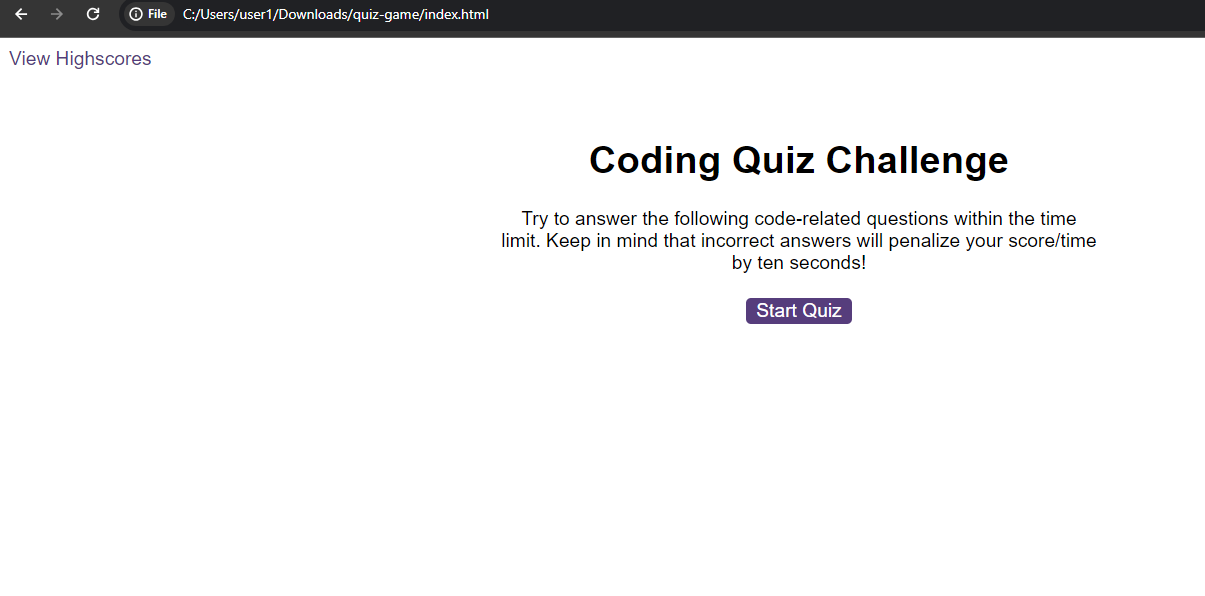 File C:/Users/user1/Downloads/quiz-game/index.html
View Highscores
Coding Quiz Challenge
Try to answer the following code-related questions within the time
limit. Keep in mind that incorrect answers will penalize your score/time
by ten seconds!
Start Quiz